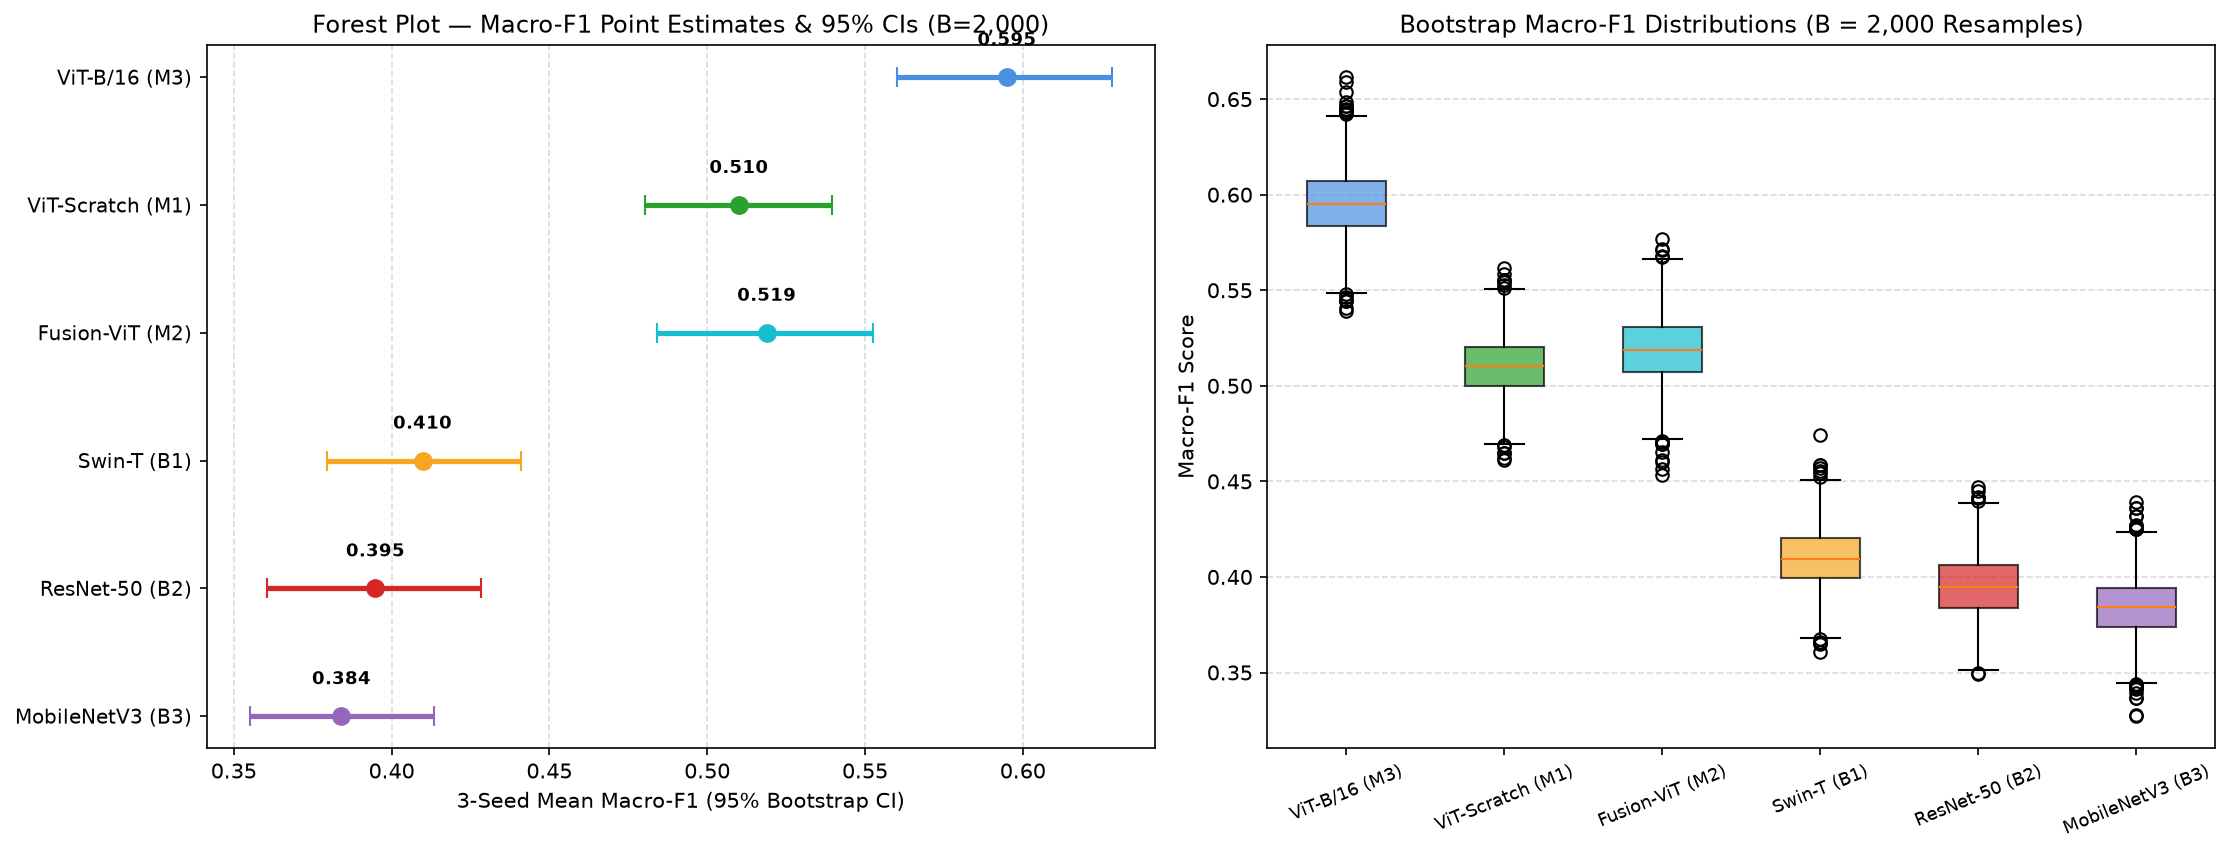 Forest Plot — Macro-F1 Point Estimates & 95% CIs (B=2,000)
0.595
ViT-B/16 (M3)
0.510
ViT-Scratch (M1)
0.519
Fusion-ViT (M2)
0.410
Swin-T (B1)
0.395
ResNet-50 (B2)
0.384
MobileNetV3 (B3)
0.35 0.40 0.45 0.50 0.55 0.60
3-Seed Mean Macro-F1 (95% Bootstrap CI)
Bootstrap Macro-F1 Distributions (B = 2,000 Resamples)
Macro-F1 Score
0.65
0.60
0.55
0.50
0.45
0.40
0.35
ViT-B/16 (M3)
ViT-Scratch (M1)
Fusion-ViT (M2)
Swin-T (B1)
ResNet-50 (B2)
MobileNetV3 (B3)